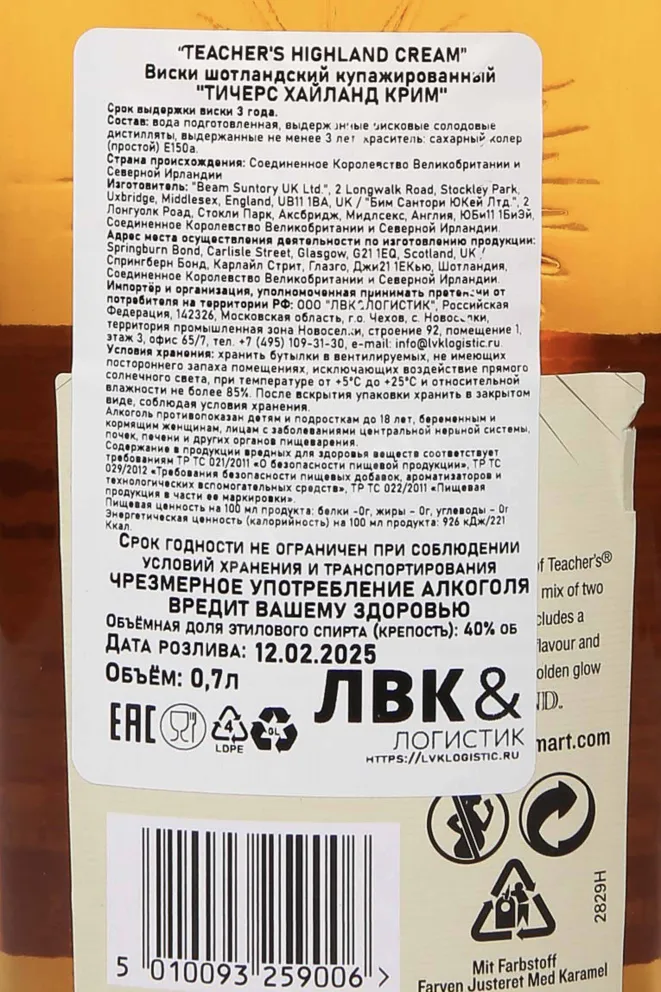 "TEACHER'S HIGHLAND CREAM"
Виски шотландский купажированный
"ТИЧЕРС ХАЙЛАНД КРИМ"
Срок выдержки виски 3 года.
Состав: вода подготовленная, выдержанные висковые солодовые
дистилляты, выдержанные не менее 3 лет краситель: сахарный колер
(простой) Е150а.
Страна происхождения: Соединенное Королевство Великобритании и
Северной Ирландии
Изготовитель: "Beam Suntory UK Ltd.", 2 Longwalk Road, Stockley Park,
Uxbridge, Middlesex, England, UB11 1BA, UK / "Бим Сантори ЮКей Лтд.", 2
Лонгуолк Роад, Стокли Парк, Аксбридж, Мидлсекс, Англия, ЮБи11 1БиЭй,
Соединенное Королевство Великобритании и Северной Ирландии.
Адрес места осуществления деятельности по изготовлению продукции:
Springburn Bond, Carlisle Street, Glasgow, G21 1EQ, Scotland, UK /
Спрингберн Бонд, Карлайл Стрит, Глазго, Джи21 1ЕКью, Шотландия,
Соединенное Королевство Великобритании и Северной Ирландии.
Импортёр и организация, уполномоченная принимать претензии от
потребителя на территории РФ: ООО "ЛВК-ЛОГИСТИК", Российская
Федерация, 142326, Московская область, г.о. Чехов, с. Новоселки,
территория промышленная зона Новоселки, строение 92, помещение 1,
этаж 3, офис 65/7, тел. +7 (495) 109-31-30, e-mail: info@lvklogistic.ru.
Условия хранения: хранить бутылки в вентилируемых, не имеющих
постороннего запаха помещениях, исключающих воздействие прямого
солнечного света, при температуре от +5°C до +25°C и относительной
влажности не более 85%. После вскрытия упаковки хранить в закрытом
виде, соблюдая условия хранения.
Алкоголь противопоказан детям и подросткам до 18 лет, беременным и
кормящим женщинам, лицам с заболеваниями центральной нервной системы,
почек, печени и других органов пищеварения.
Содержание в продукции вредных для здоровья веществ соответствует
требованиям ТР ТС 021/2011 «О безопасности пищевой продукции», ТР ТС
029/2012 «Требования безопасности пищевых добавок, ароматизаторов и
технологических вспомогательных средств», ТР ТС 022/2011 «Пищевая
продукция в части ее маркировки».
Пищевая ценность на 100 мл продукта: белки -0г, жиры - 0г, углеводы - 0г
Энергетическая ценность (калорийность) на 100 мл продукта: 926 кДж/221
Ккал.
СРОК ГОДНОСТИ НЕ ОГРАНИЧЕН ПРИ СОБЛЮДЕНИИ
УСЛОВИЙ ХРАНЕНИЯ И ТРАНСПОРТИРОВАНИЯ
ЧРЕЗМЕРНОЕ УПОТРЕБЛЕНИЕ АЛКОГОЛЯ
ВРЕДИТ ВАШЕМУ ЗДОРОВЬЮ
ОБЪЁМНАЯ ДОЛЯ ЭТИЛОВОГО СПИРТА (КРЕПОСТЬ): 40% ОБ
ДАТА РОЗЛИВА: 12.02.2025
ОБЪЁМ: 0,7Л
ЛВК&
ЛОГИСТИК
HTTPS://LVKLOGISTIC.RU
EAC
4
LDPE
GL
of Teacher's®
mix of two
cludes a
flavour and
olden glow
ND.
mart.com
2829H
5 010093 259006 >
Mit Farbstoff
Farven Justeret Med Karamel